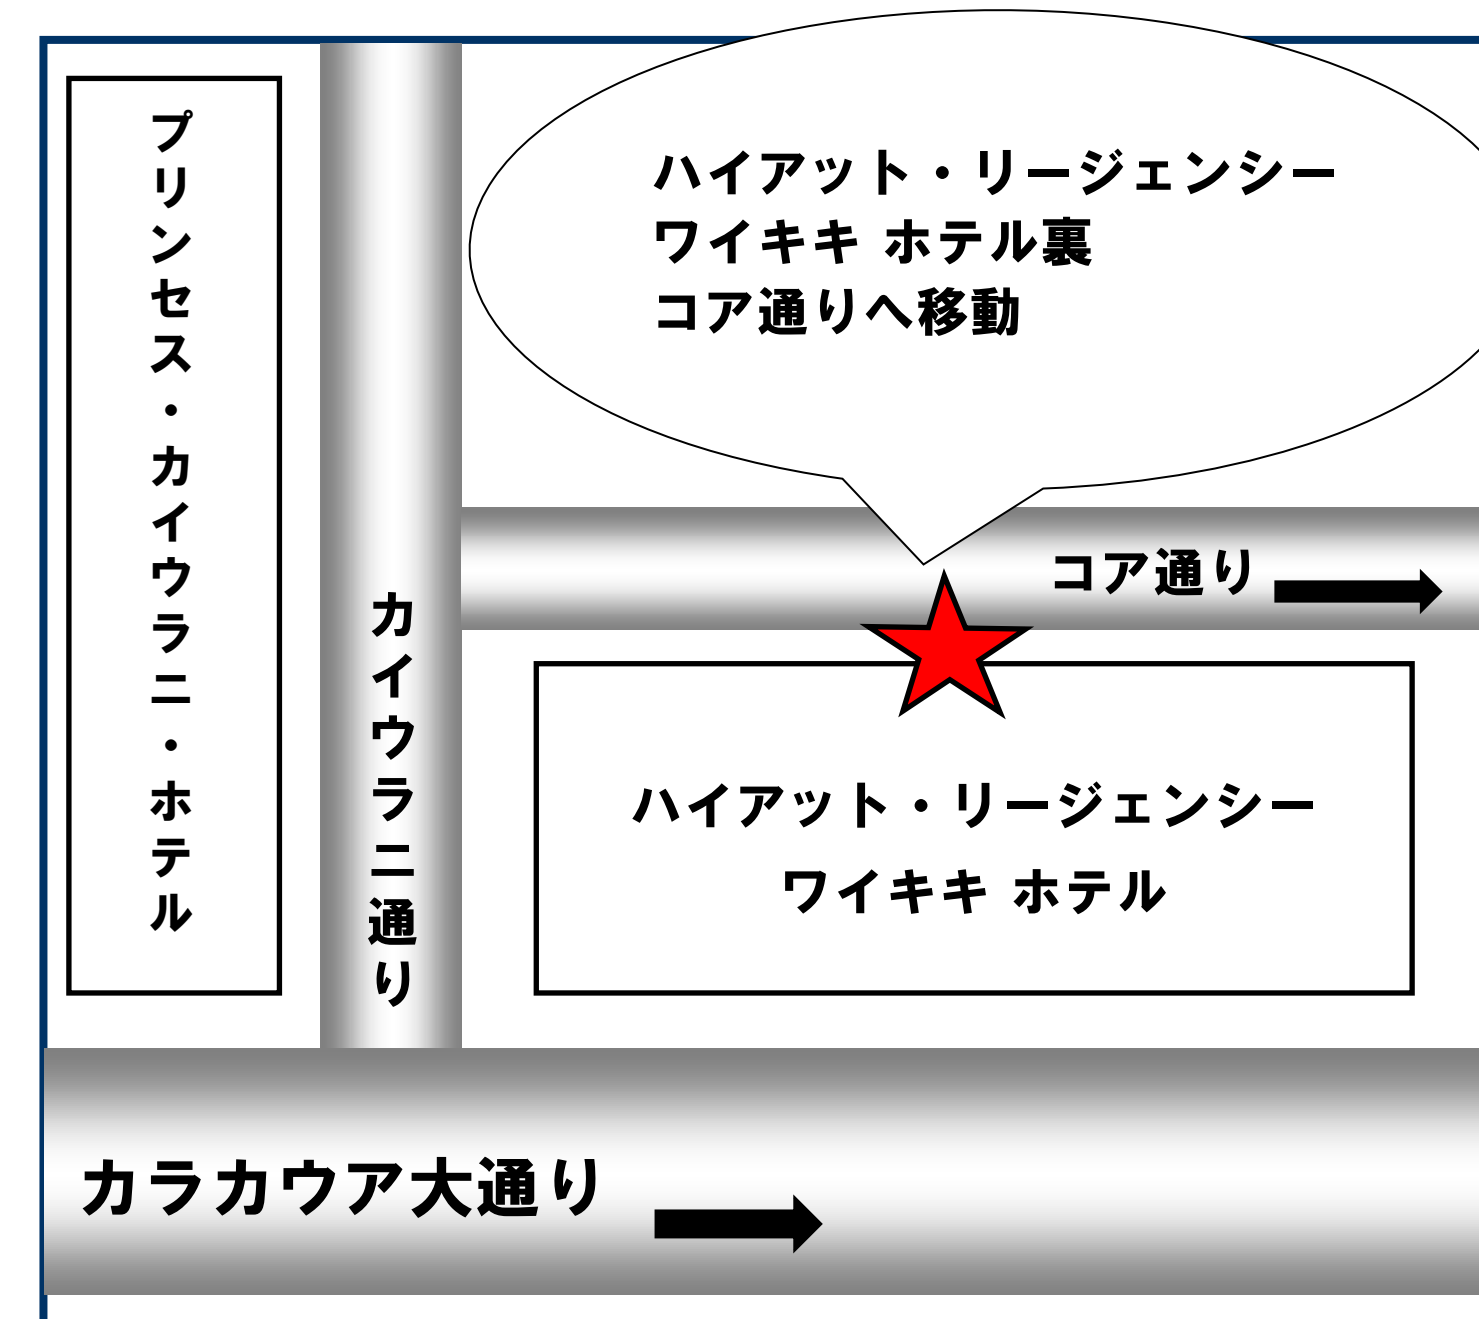 プリンセス・カイウラニ・ホテル
カイウラニ通り
ハイアット・リージェンシー
ワイキキ ホテル裏
コア通りへ移動
コア通り
ハイアット・リージェンシー
ワイキキ ホテル
カラカウア大通り